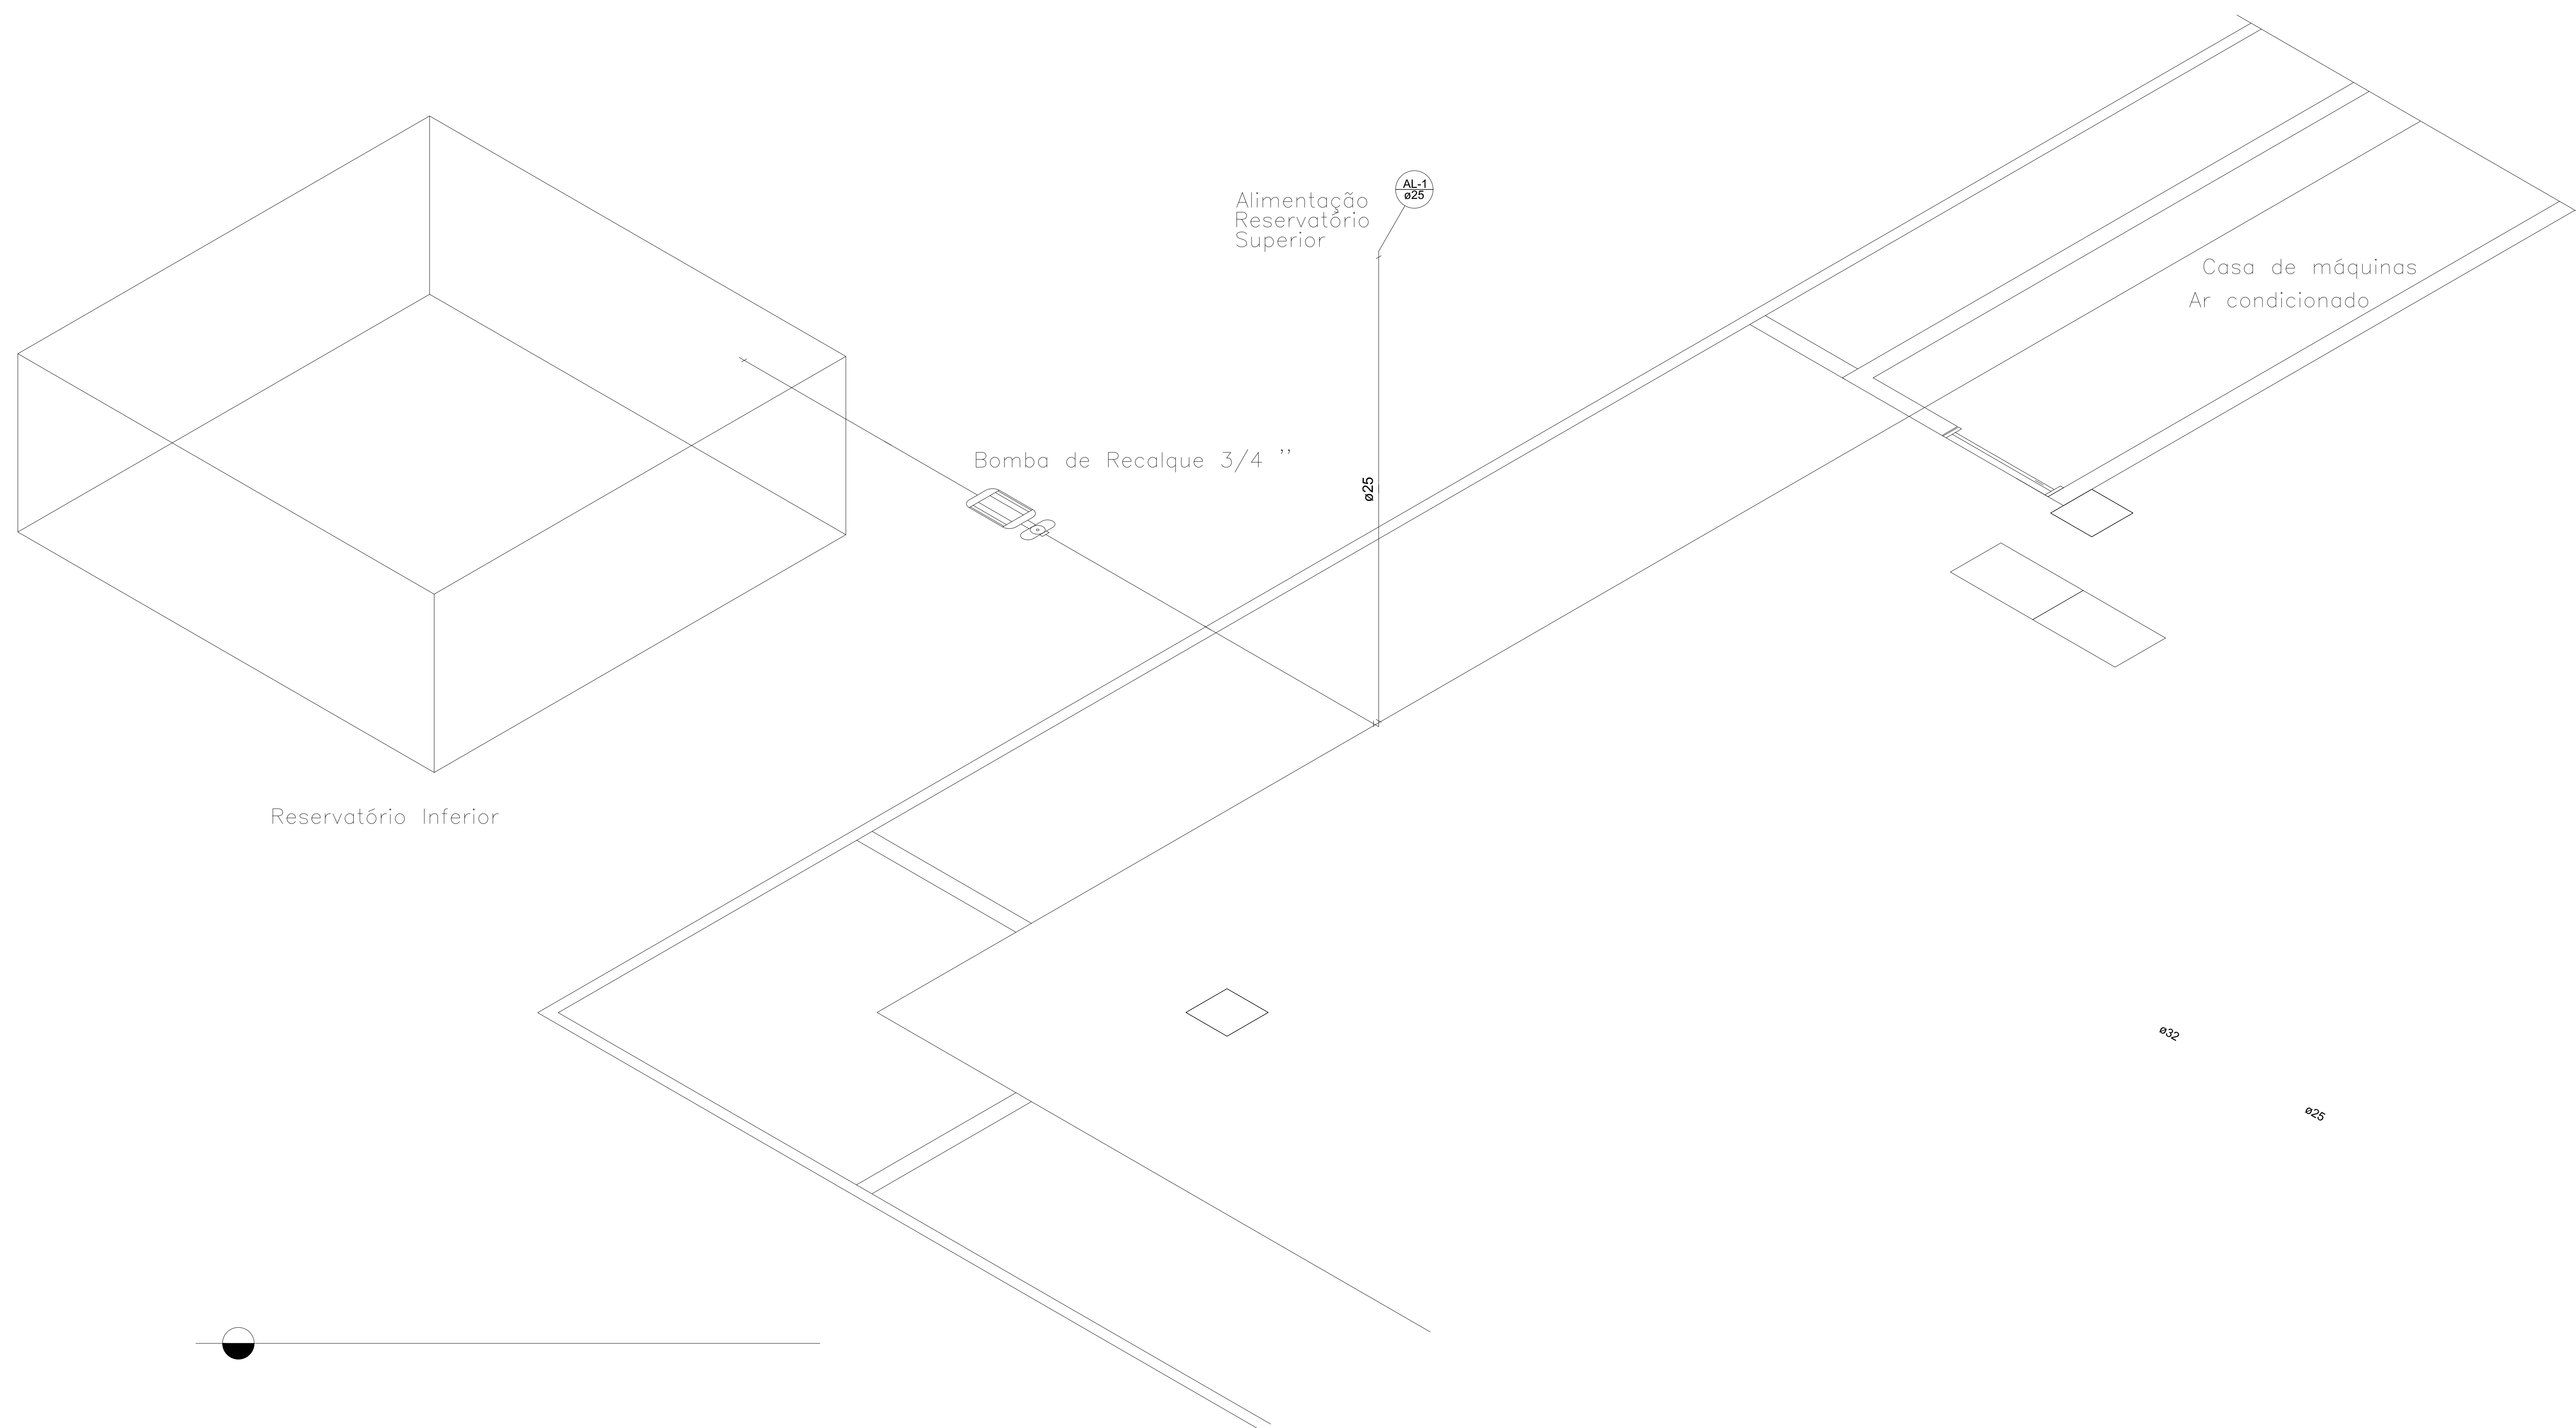 AL-1
ø25
Alimentação
Reservatório
Superior
Casa de máquinas
Ar condicionado
Bomba de Recalque 3/4 ''
ø25
Reservatório Inferior
ø32
ø25